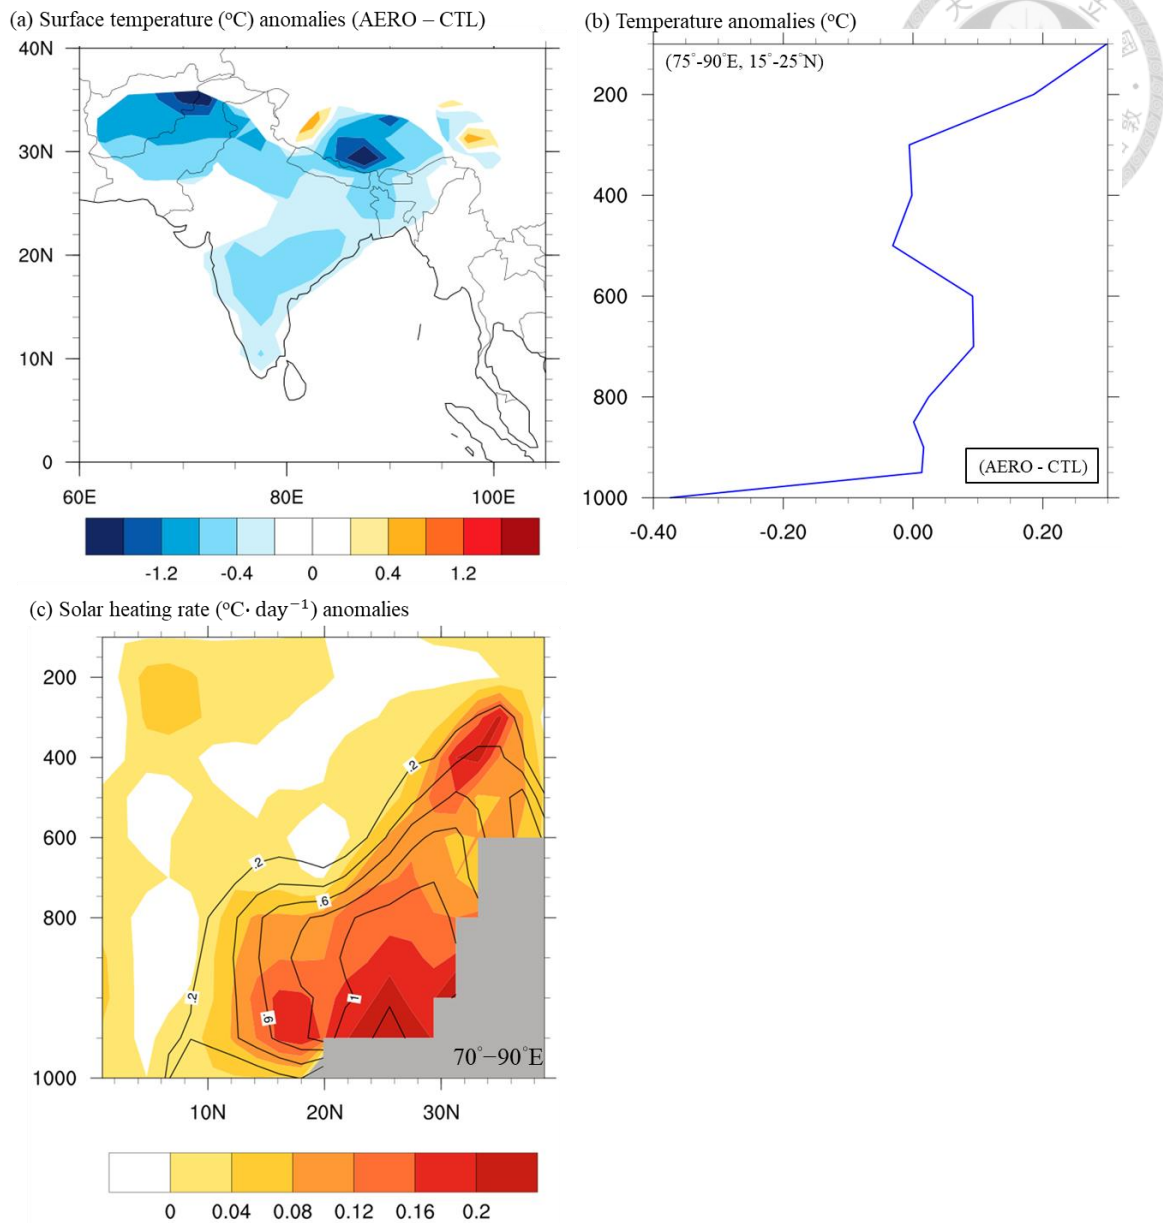 (a) Surface temperature (°C) anomalies (AERO – CTL)
40N
30N
20N
10N
0
60E 80E 100E
-1.2 -0.4 0 0.4 1.2
(b) Temperature anomalies (°C)
(75°-90°E, 15°-25°N)
200
400
600
800
1000
(AERO - CTL)
-0.40 -0.20 0.00 0.20
大 立 國
(c) Solar heating rate (°C· day⁻¹) anomalies
200
400
600
800
1000
.2
.2
.6
.2
.6
1
70°−90°E
10N 20N 30N
0 0.04 0.08 0.12 0.16 0.2